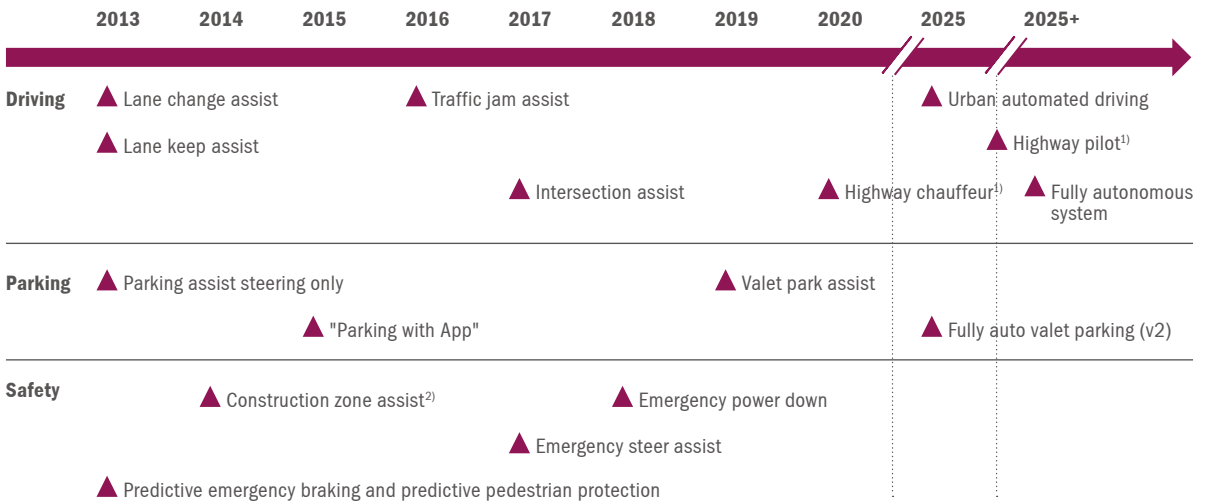 2013 2014 2015 2016 2017 2018 2019 2020 2025 2025+
Driving Lane change assist Traffic jam assist Urban automated driving
Lane keep assist Highway pilot1)
Intersection assist Highway chauffeur1) Fully autonomous
system
Parking Parking assist steering only Valet park assist
"Parking with App" Fully auto valet parking (v2)
Safety
Construction zone assist2) Emergency power down
Emergency steer assist
Predictive emergency braking and predictive pedestrian protection